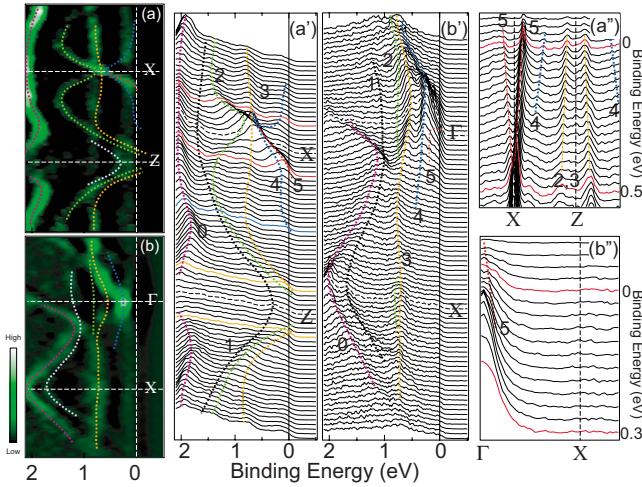 (a)
X
Z
(b)
Γ
X
High
Low
2 1 0
(a')
2
3
X
4 5
0
Z
1
2 1 0
(b')
2
1
Γ
5
4
3
X
0
2 1 0
Binding Energy (eV)
(a")
5
5
0
4
4
2,3
0.5
X Z
Binding Energy (eV)
(b")
0
5
0.3
Γ X
Binding Energy (eV)